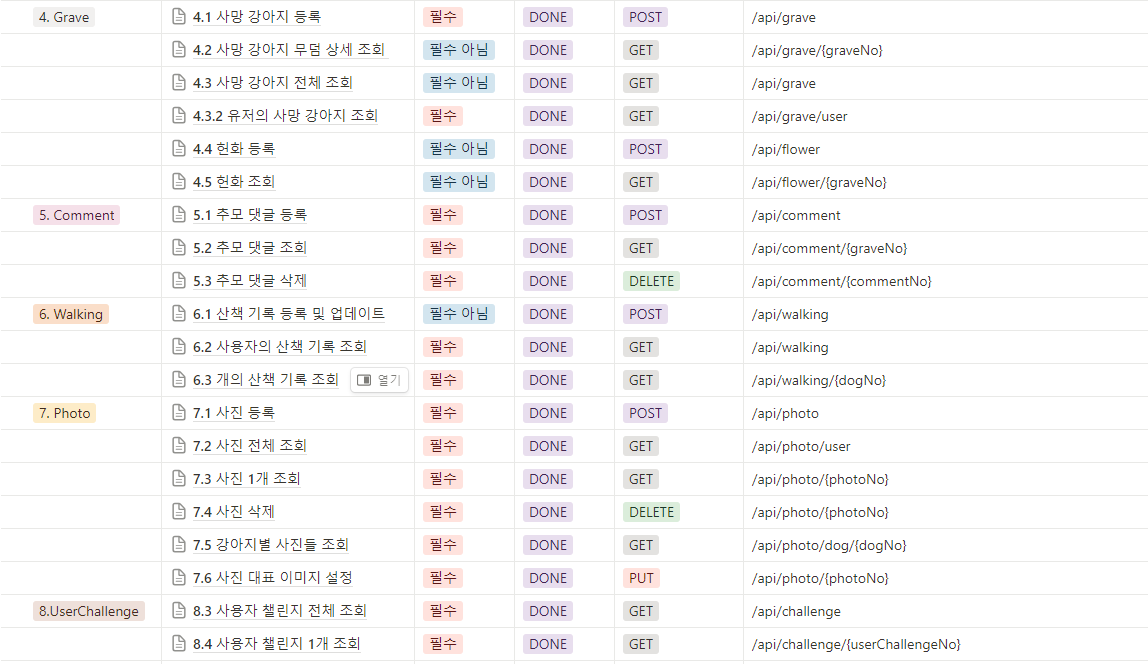 4. Grave 4.1 사망 강아지 등록 필수 DONE POST /api/grave
4.2 사망 강아지 무덤 상세 조회 필수 아님 DONE GET /api/grave/{graveNo}
4.3 사망 강아지 전체 조회 필수 아님 DONE GET /api/grave
4.3.2 유저의 사망 강아지 조회 필수 DONE GET /api/grave/user
4.4 헌화 등록 필수 아님 DONE POST /api/flower
4.5 헌화 조회 필수 아님 DONE GET /api/flower/{graveNo}
5. Comment 5.1 추모 댓글 등록 필수 DONE POST /api/comment
5.2 추모 댓글 조회 필수 DONE GET /api/comment/{graveNo}
5.3 추모 댓글 삭제 필수 DONE DELETE /api/comment/{commentNo}
6. Walking 6.1 산책 기록 등록 및 업데이트 필수 아님 DONE POST /api/walking
6.2 사용자의 산책 기록 조회 필수 DONE GET /api/walking
6.3 개의 산책 기록 조회 열기 필수 DONE GET /api/walking/{dogNo}
7. Photo 7.1 사진 등록 필수 DONE POST /api/photo
7.2 사진 전체 조회 필수 DONE GET /api/photo/user
7.3 사진 1개 조회 필수 DONE GET /api/photo/{photoNo}
7.4 사진 삭제 필수 DONE DELETE /api/photo/{photoNo}
7.5 강아지별 사진들 조회 필수 DONE GET /api/photo/dog/{dogNo}
7.6 사진 대표 이미지 설정 필수 DONE PUT /api/photo/{photoNo}
8.UserChallenge 8.3 사용자 챌린지 전체 조회 필수 DONE GET /api/challenge
8.4 사용자 챌린지 1개 조회 필수 DONE GET /api/challenge/{userChallengeNo}